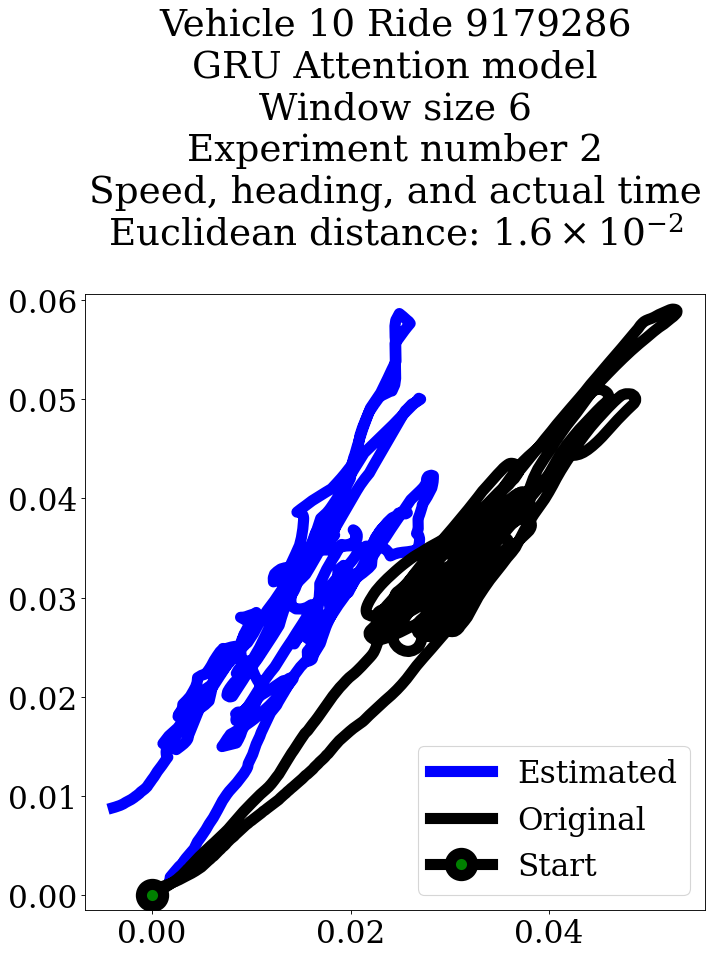 Vehicle 10 Ride 9179286
GRU Attention model
Window size 6
Experiment number 2
Speed, heading, and actual time
Euclidean distance: 1.6 × 10⁻²
0.06
0.05
0.04
0.03
0.02
0.01
0.00
Estimated
Original
Start
0.00 0.02 0.04